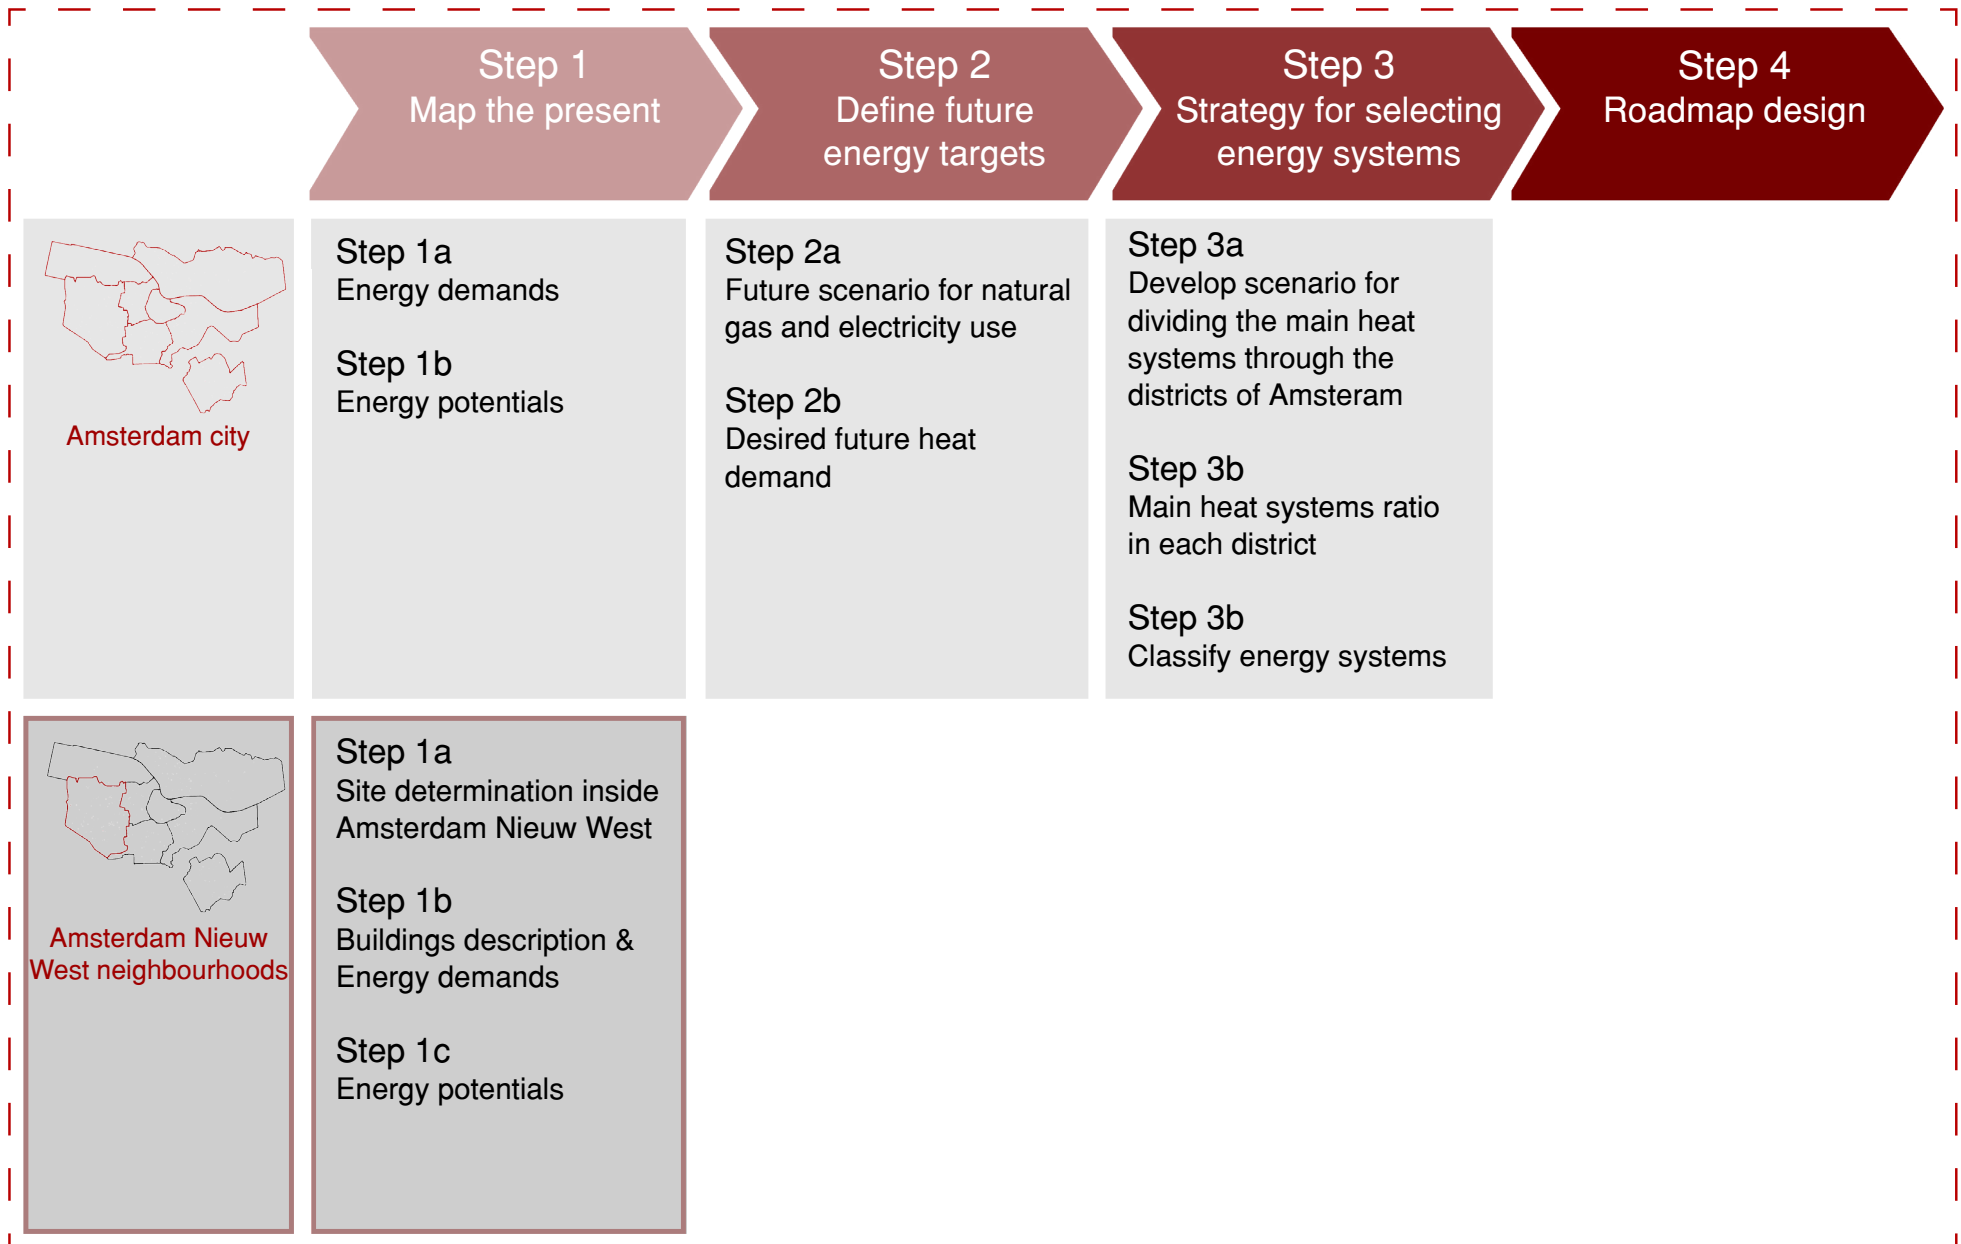 Step 1
Map the present
Step 2
Define future
energy targets
Step 3
Strategy for selecting
energy systems
Step 4
Roadmap design
Amsterdam city
Step 1a
Energy demands
Step 1b
Energy potentials
Step 2a
Future scenario for natural
gas and electricity use
Step 2b
Desired future heat
demand
Step 3a
Develop scenario for
dividing the main heat
systems through the
districts of Amsteram
Step 3b
Main heat systems ratio
in each district
Step 3b
Classify energy systems
Amsterdam Nieuw
West neighbourhoods
Step 1a
Site determination inside
Amsterdam Nieuw West
Step 1b
Buildings description &
Energy demands
Step 1c
Energy potentials